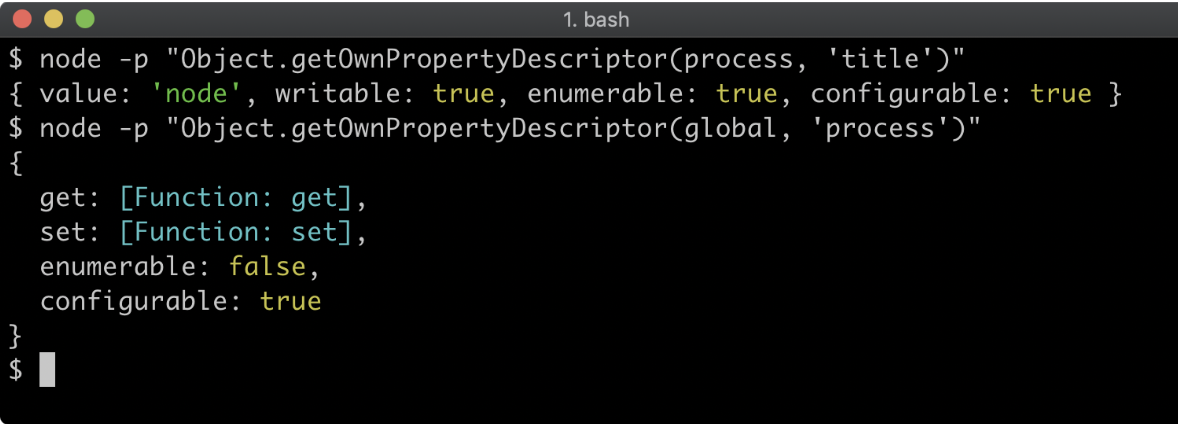 1. bash
$ node -p "Object.getOwnPropertyDescriptor(process, 'title')"
{ value: 'node', writable: true, enumerable: true, configurable: true }
$ node -p "Object.getOwnPropertyDescriptor(global, 'process')"
{
  get: [Function: get],
  set: [Function: set],
  enumerable: false,
  configurable: true
}
$